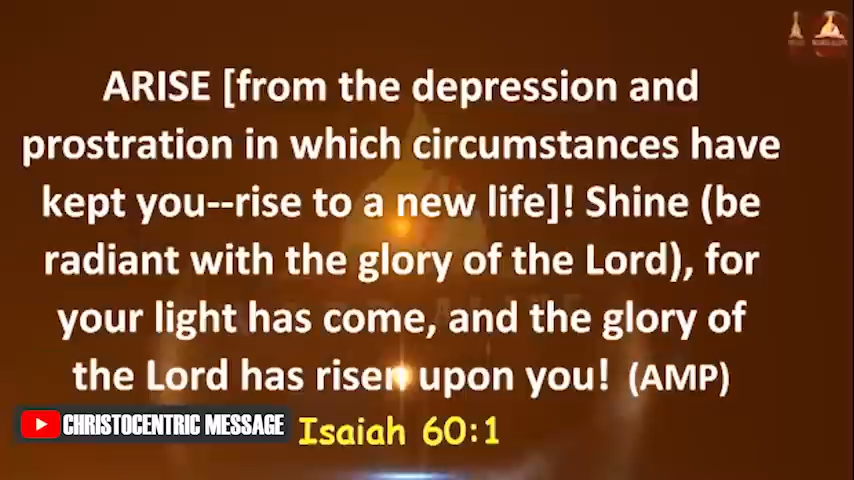 ARISE [from the depression and
prostration in which circumstances have
kept you--rise to a new life]! Shine (be
radiant with the glory of the Lord), for
your light has come, and the glory of
the Lord has risen upon you! (AMP)
CHRISTOCENTRIC MESSAGE Isaiah 60:1